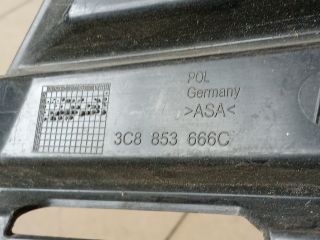 POL
Germany
>ASA<
3C8 853 666C